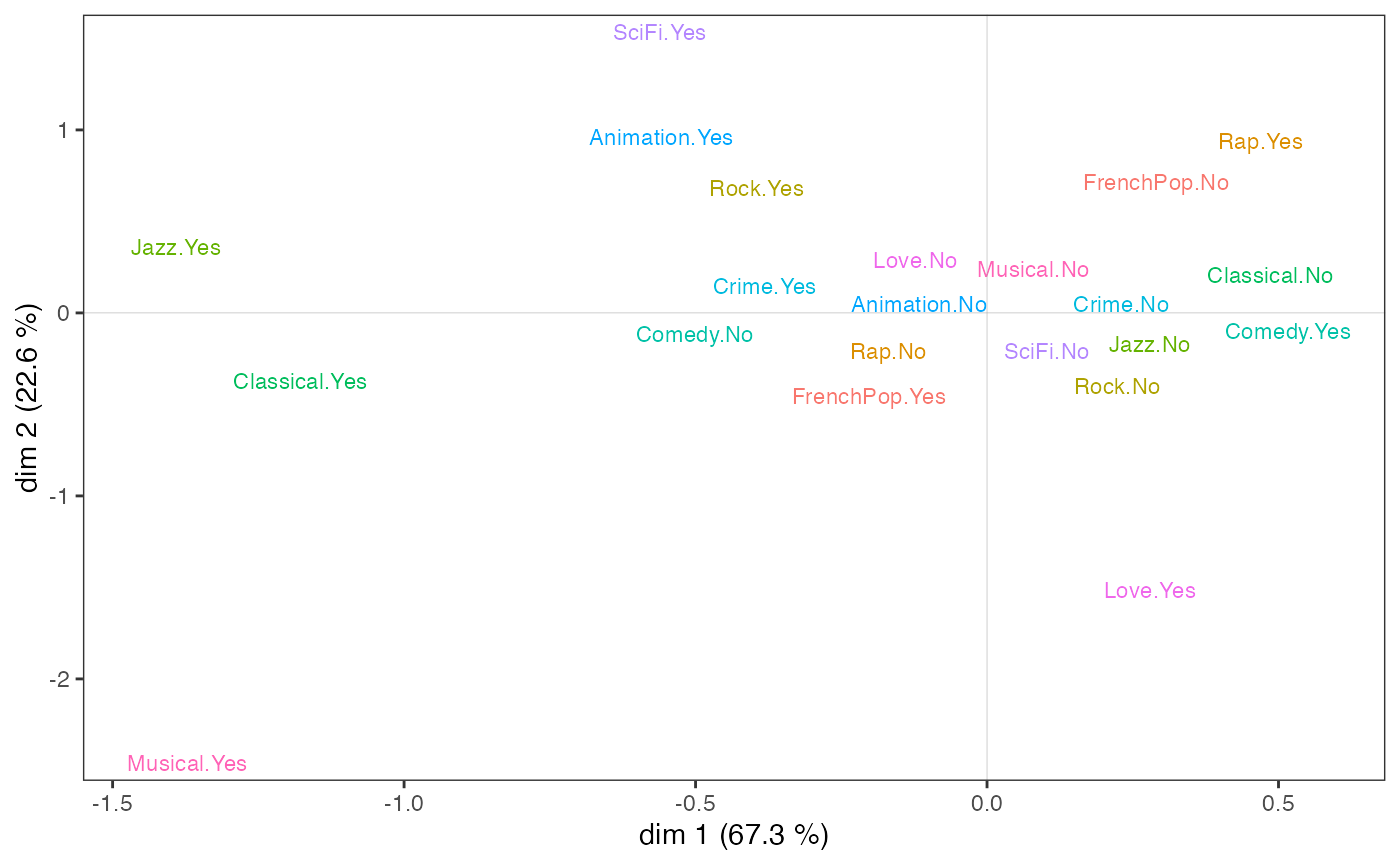 SciFi.Yes
1
Animation.Yes
Rap.Yes
FrenchPop.No
Rock.Yes
Jazz.Yes
Love.No
Musical.No
Classical.No
Crime.Yes
Animation.No
Crime.No
0
Comedy.No
Comedy.Yes
Rap.No
SciFi.No
Jazz.No
Classical.Yes
FrenchPop.Yes
Rock.No
dim 2 (22.6 %)
-1
Love.Yes
-2
Musical.Yes
-1.5 -1.0 -0.5 0.0 0.5
dim 1 (67.3 %)